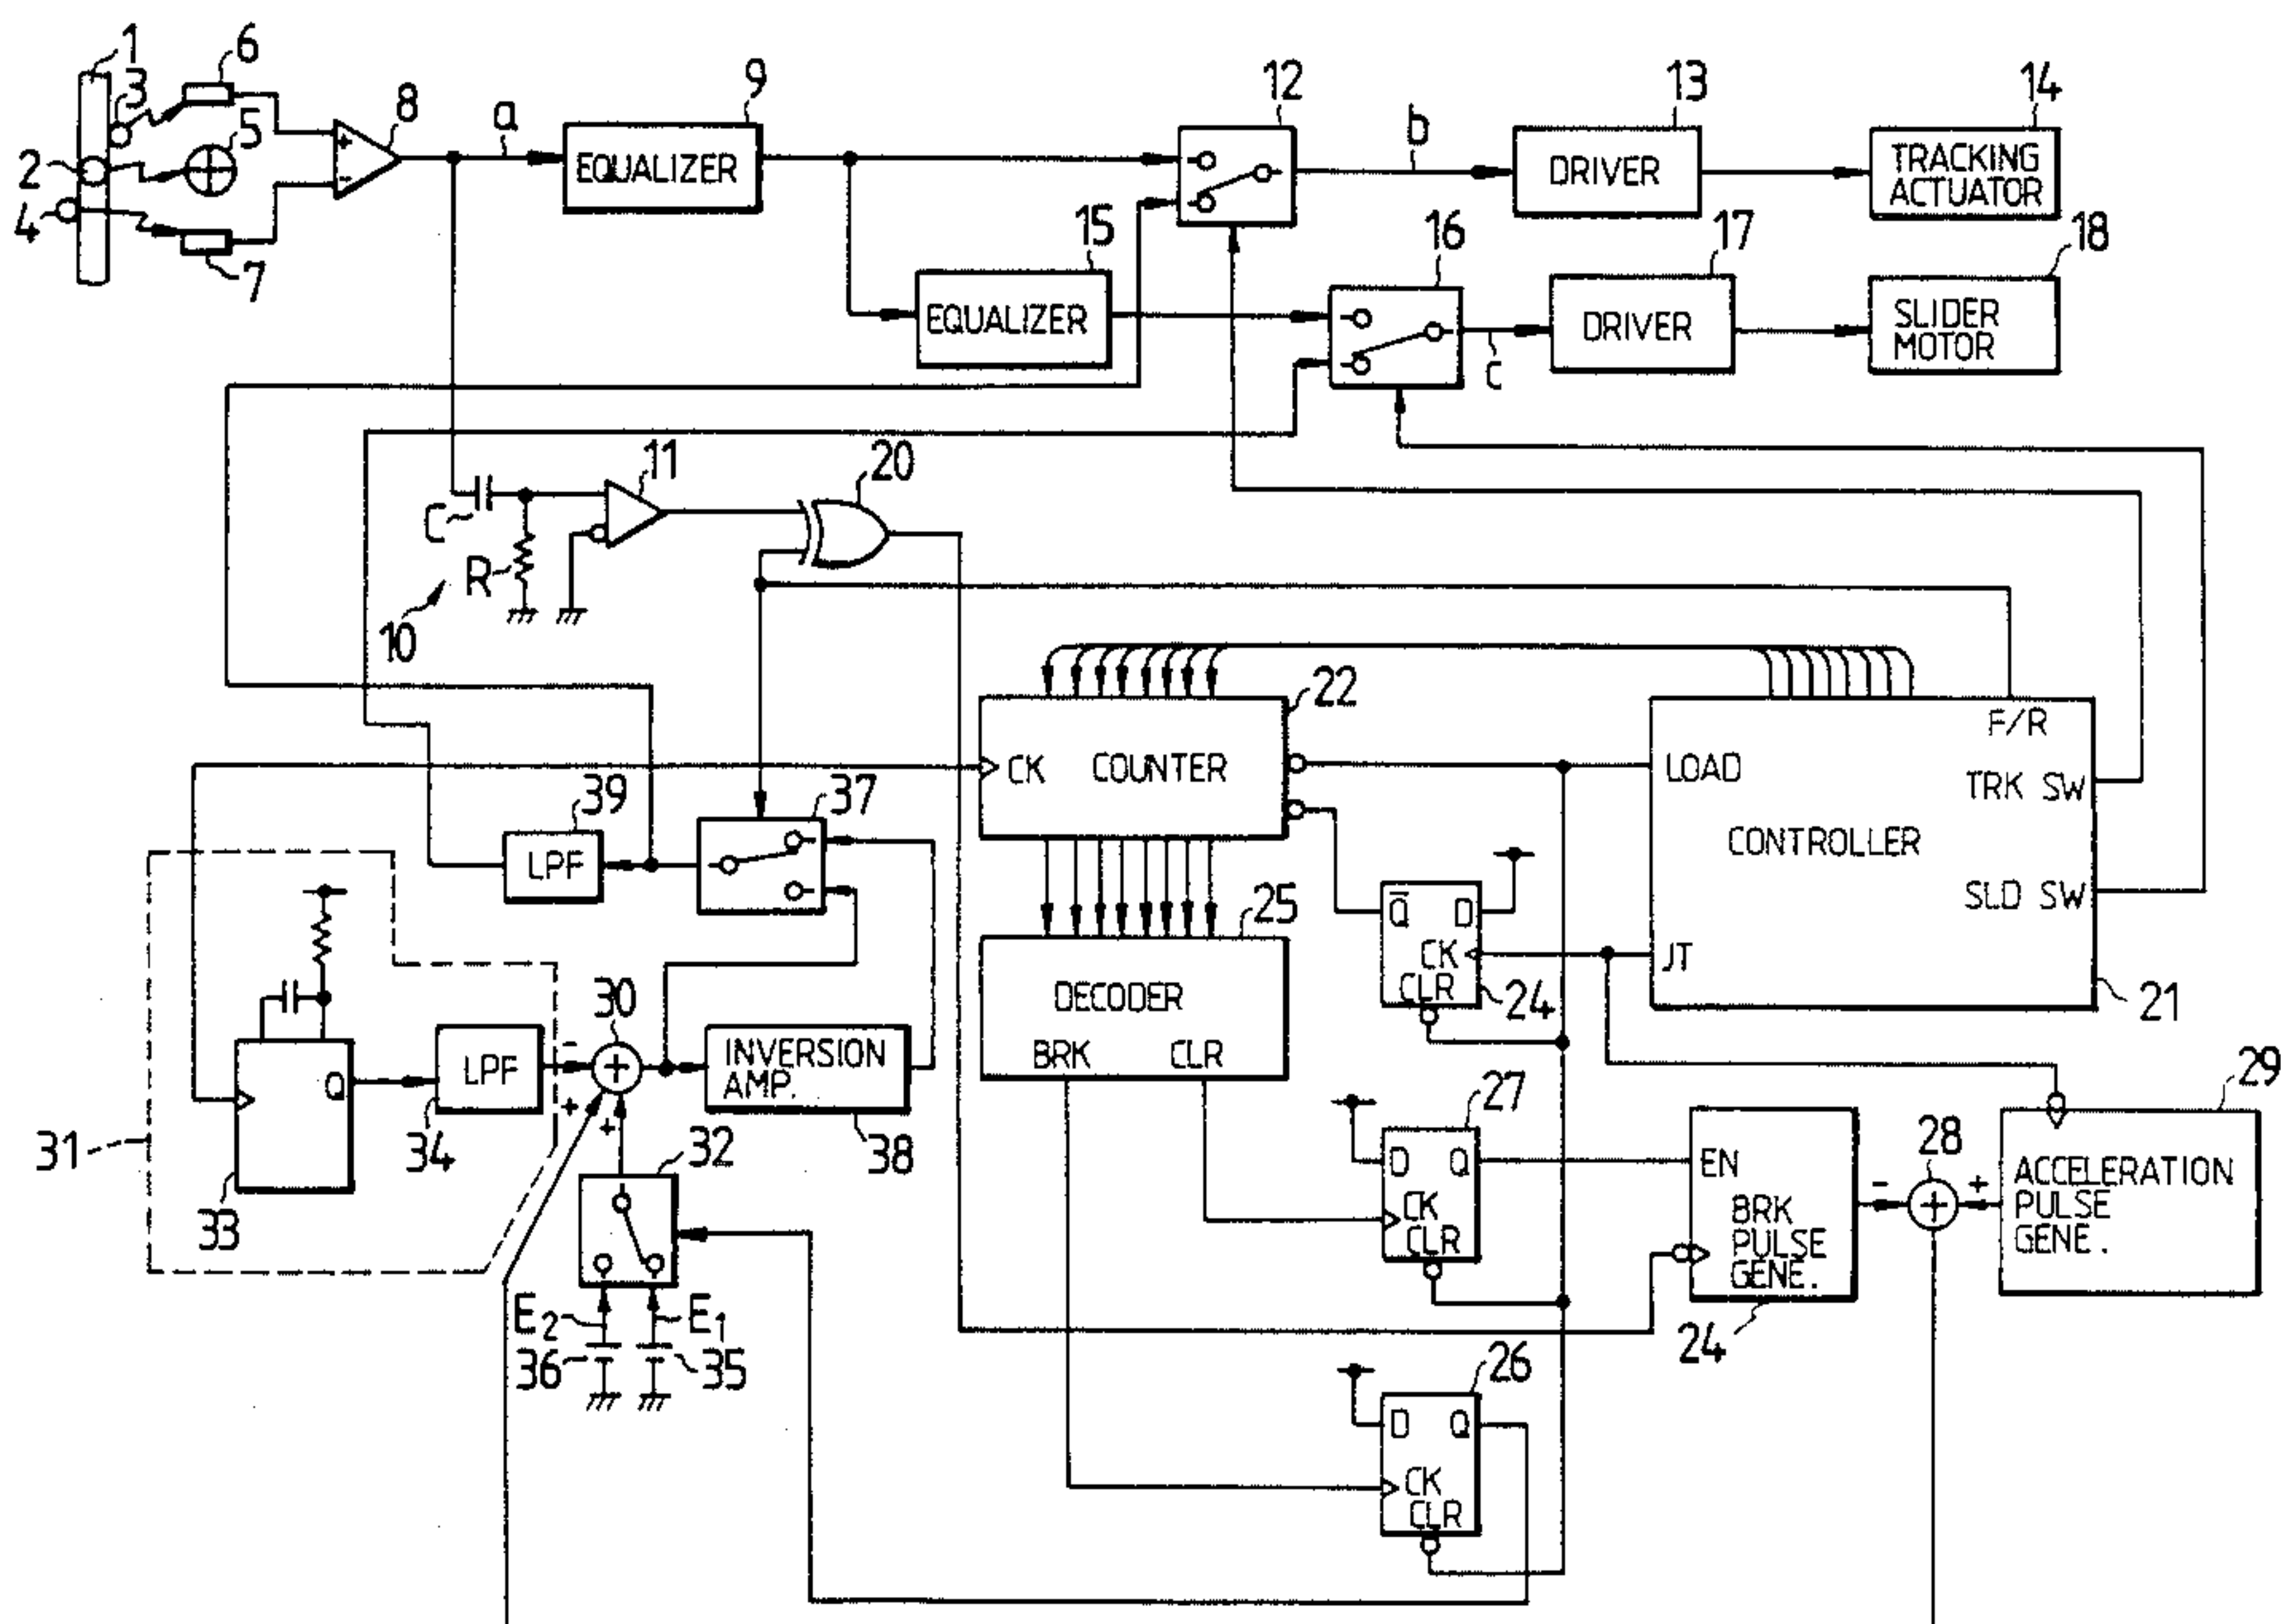 1
6
3
8
5
2
4
7
a
9
EQUALIZER
12
b
13
DRIVER
14
TRACKING
ACTUATOR
15
EQUALIZER
16
c
17
DRIVER
18
SLIDER
MOTOR
C
R
10
11
20
22
CK COUNTER
F/R
LOAD
TRK SW
CONTROLLER
SLD SW
JT
21
39
LPF
37
25
DECODER
BRK CLR
Q̅ D
CK
CLR
24
31
33
Q
34
LPF
-
+
30
+
INVERSION
AMP.
38
32
E2
36
E1
35
27
D Q
CK
CLR
EN
BRK
PULSE
GENE.
24
-
28
+
29
ACCELERATION
PULSE
GENE.
26
D Q
CK
CLR
+
-